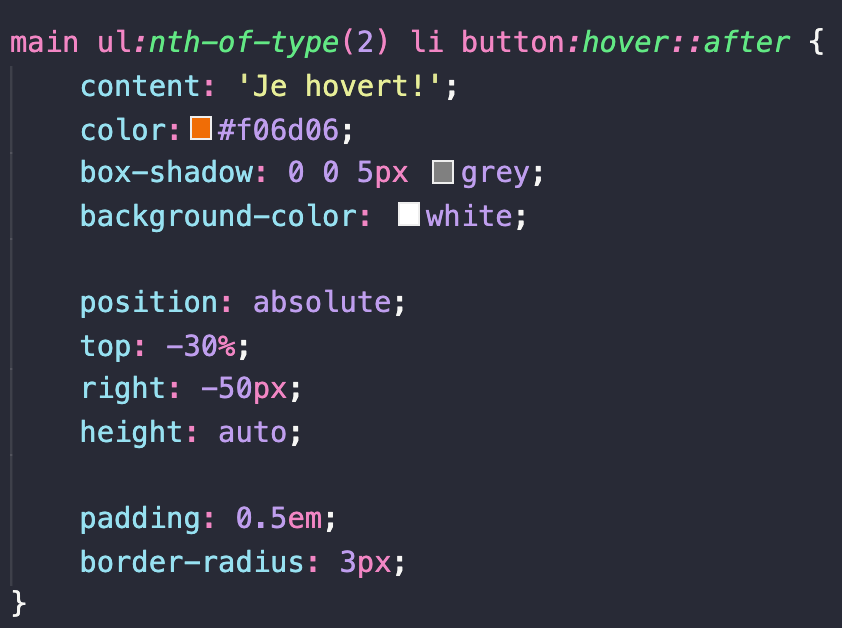 main ul:nth-of-type(2) li button:hover::after {
content: 'Je hovert!';
color: #f06d06;
box-shadow: 0 0 5px grey;
background-color: white;
position: absolute;
top: -30%;
right: -50px;
height: auto;
padding: 0.5em;
border-radius: 3px;
}